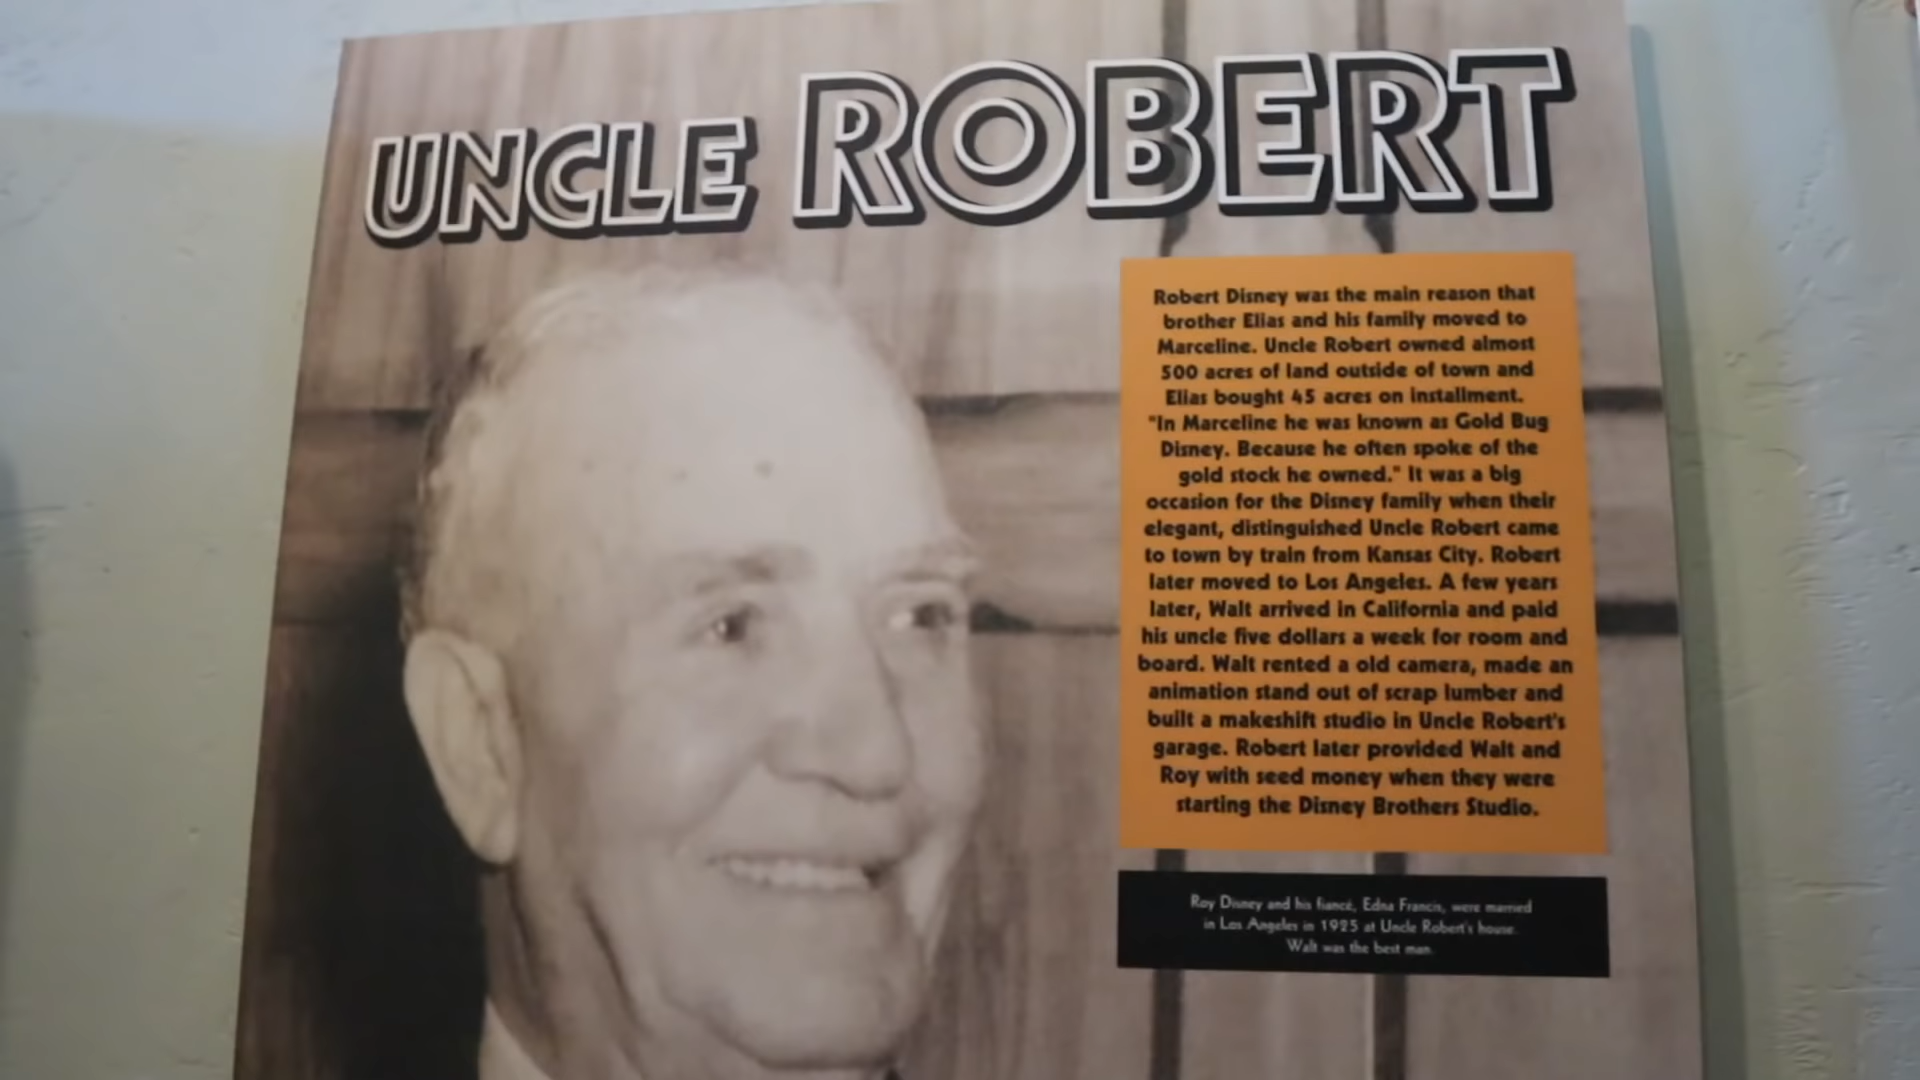 UNCLE ROBERT
Robert Disney was the main reason that
brother Elias and his family moved to
Marceline. Uncle Robert owned almost
500 acres of land outside of town and
Elias bought 45 acres on installment.
"In Marceline he was known as Gold Bug
Disney. Because he often spoke of the
gold stock he owned." It was a big
occasion for the Disney family when their
elegant, distinguished Uncle Robert came
to town by train from Kansas City. Robert
later moved to Los Angeles. A few years
later, Walt arrived in California and paid
his uncle five dollars a week for room and
board. Walt rented a old camera, made an
animation stand out of scrap lumber and
built a makeshift studio in Uncle Robert's
garage. Robert later provided Walt and
Roy with seed money when they were
starting the Disney Brothers Studio.
Roy Disney and his fiancé, Edna Francis, were married
in Los Angeles in 1925 at Uncle Robert's house.
Walt was the best man.